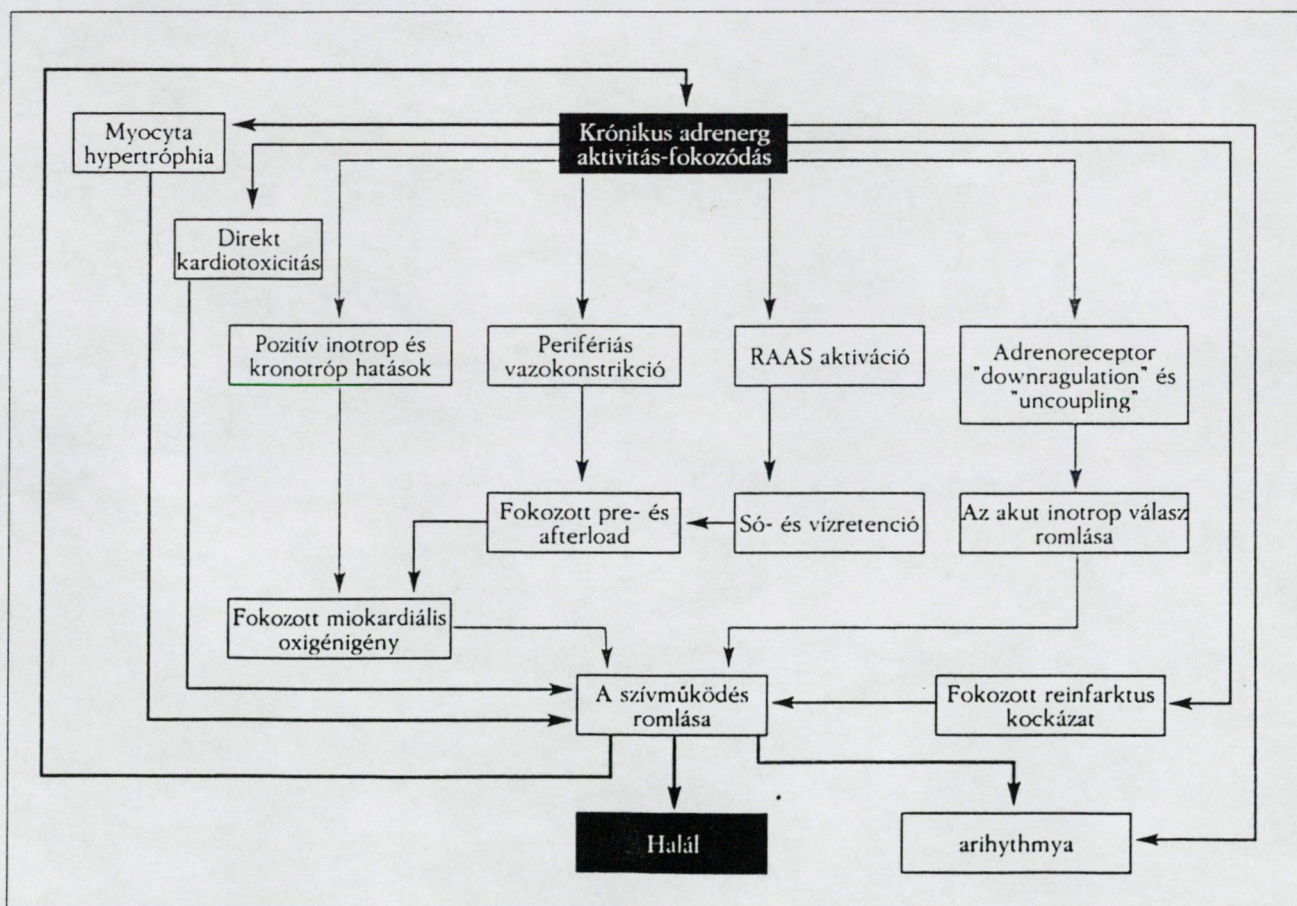 Krónikus adrenerg
aktivitás-fokozódás
Myocyta
hypertróphia
Direkt
kardiotoxicitás
Pozitív inotrop és
kronotróp hatások
Perifériás
vazokonstrikció
RAAS aktiváció
Adrenoreceptor
"downragulation" és
"uncoupling"
Fokozott pre- és
afterload
Só- és vízretenció
Az akut inotrop válasz
romlása
Fokozott miokardiális
oxigénigény
A szívműködés
romlása
Fokozott reinfarktus
kockázat
Halál
arihythmya